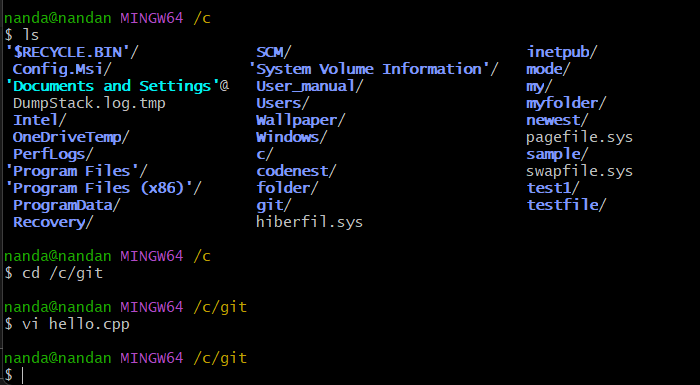 nanda@nandan MINGW64 /c
$ ls
'$RECYCLE.BIN'/ SCM/ inetpub/
Config.Msi/ 'System Volume Information'/ mode/
'Documents and Settings'@ User_manual/ my/
DumpStack.log.tmp Users/ myfolder/
Intel/ Wallpaper/ newest/
OneDriveTemp/ Windows/ pagefile.sys
PerfLogs/ c/ sample/
'Program Files'/ codenest/ swapfile.sys
'Program Files (x86)'/ folder/ test1/
ProgramData/ git/ testfile/
Recovery/ hiberfil.sys
nanda@nandan MINGW64 /c
$ cd /c/git
nanda@nandan MINGW64 /c/git
$ vi hello.cpp
nanda@nandan MINGW64 /c/git
$